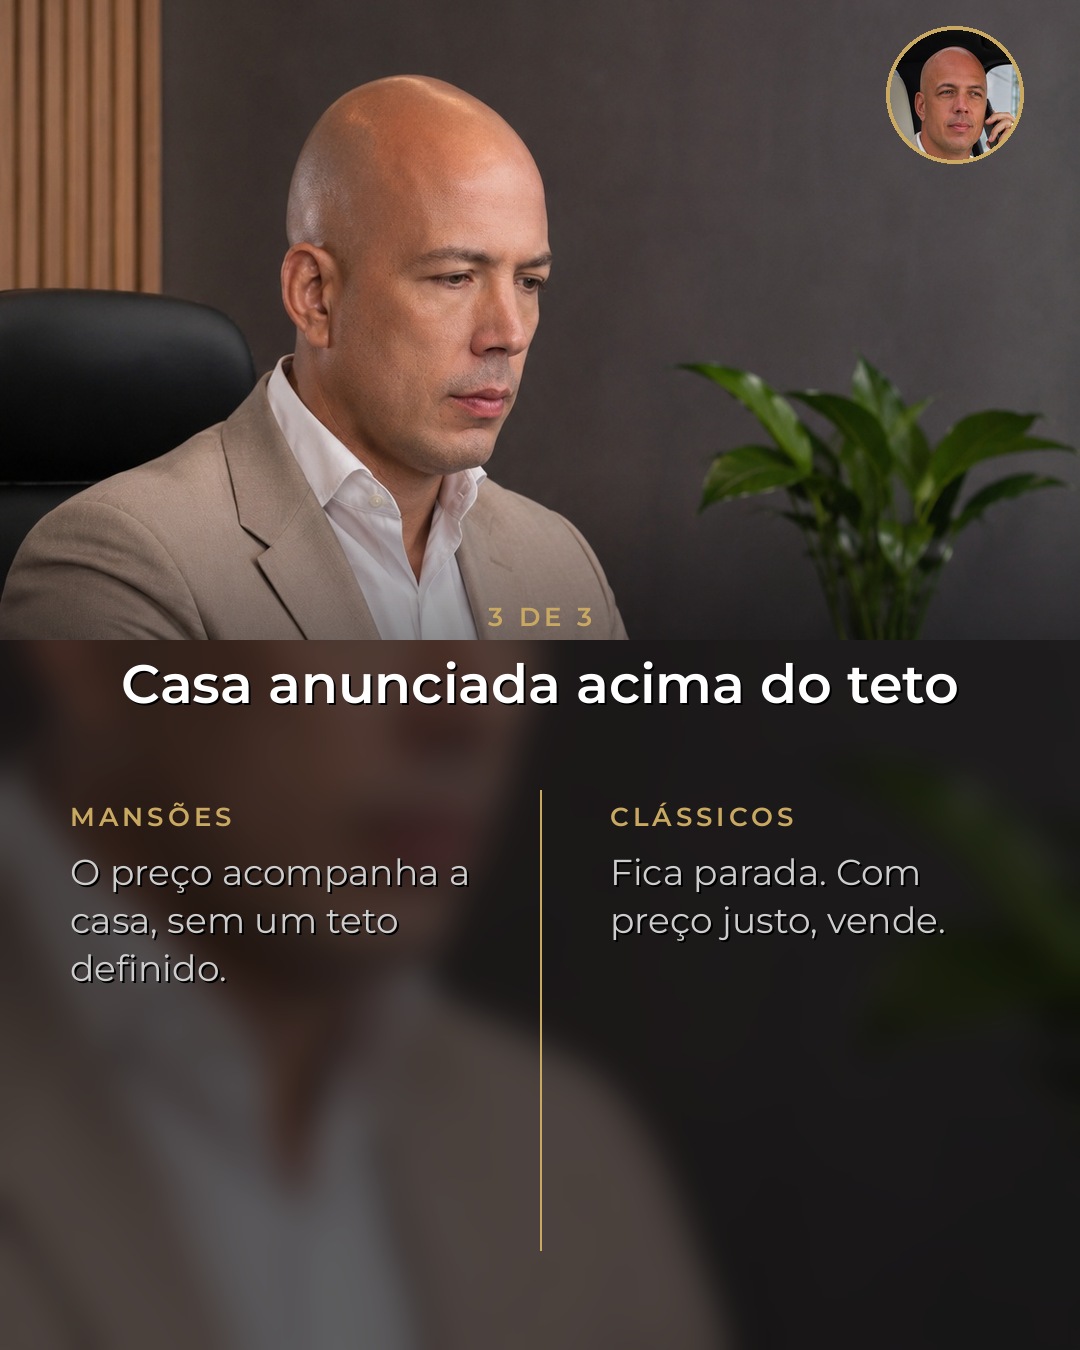 3 DE 3
Casa anunciada acima do teto
MANSÕES
O preço acompanha a
casa, sem um teto
definido.
CLÁSSICOS
Fica parada. Com
preço justo, vende.